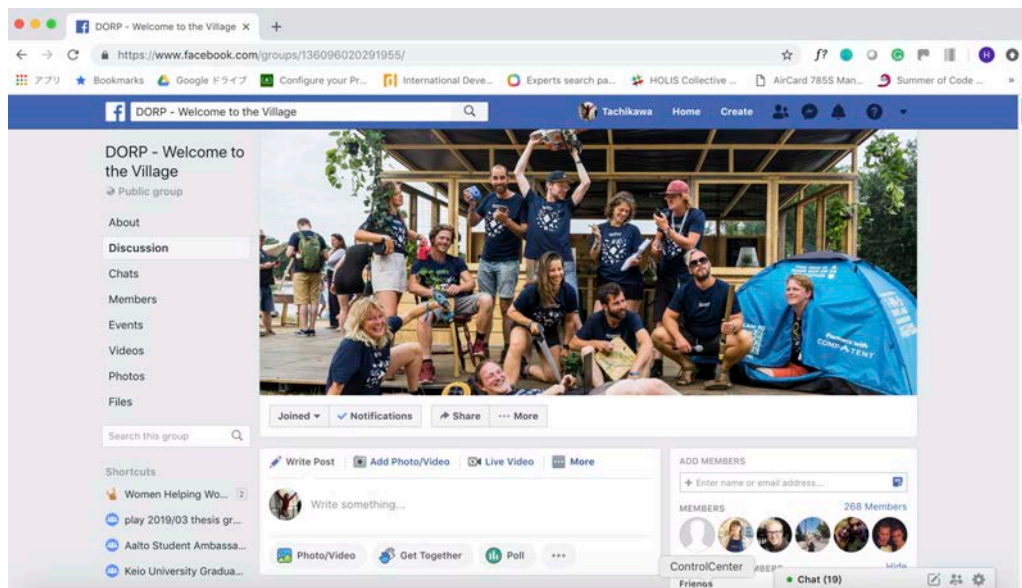 DORP - Welcome to the Village
https://www.facebook.com/groups/136096020291955/
f?
H
アプリ Bookmarks Google ドライブ Configure your Pr... International Deve... Experts search pa... HOLIS Collective ... AirCard 785S Man... Summer of Code ... »
DORP - Welcome to the Village
Tachikawa Home Create
DORP - Welcome to
the Village
Public group
About
Discussion
Chats
Members
Events
Videos
Photos
Files
Search this group
Shortcuts
Women Helping Wo... 2
play 2019/03 thesis gr...
Aalto Student Ambassa...
Keio University Gradua...
Partners with
COMPATENT
Joined
Notifications
Share
More
Write Post
Add Photo/Video
Live Video
More
Write something...
Photo/Video
Get Together
Poll
ADD MEMBERS
+ Enter name or email address...
MEMBERS
268 Members
ControlCenter
Hide
Friends
Chat (19)